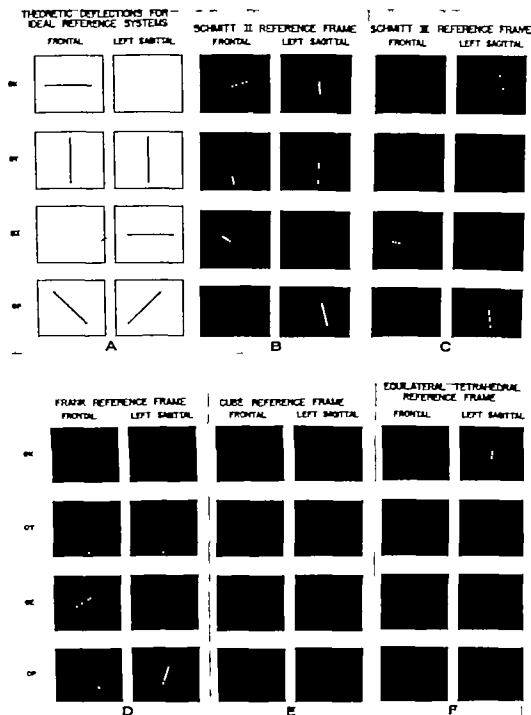 THEORETIC DEFLECTIONS FOR
IDEAL REFERENCE SYSTEMS
FRONTAL LEFT SAGITTAL
SCHMITT II REFERENCE FRAME
FRONTAL LEFT SAGITTAL
SCHMITT III REFERENCE FRAME
FRONTAL LEFT SAGITTAL
A B C
FRANK REFERENCE FRAME
FRONTAL LEFT SAGITTAL
CUBE REFERENCE FRAME
FRONTAL LEFT SAGITTAL
EQUILATERAL TETRAHEDRAL
REFERENCE FRAME
FRONTAL LEFT SAGITTAL
D E F